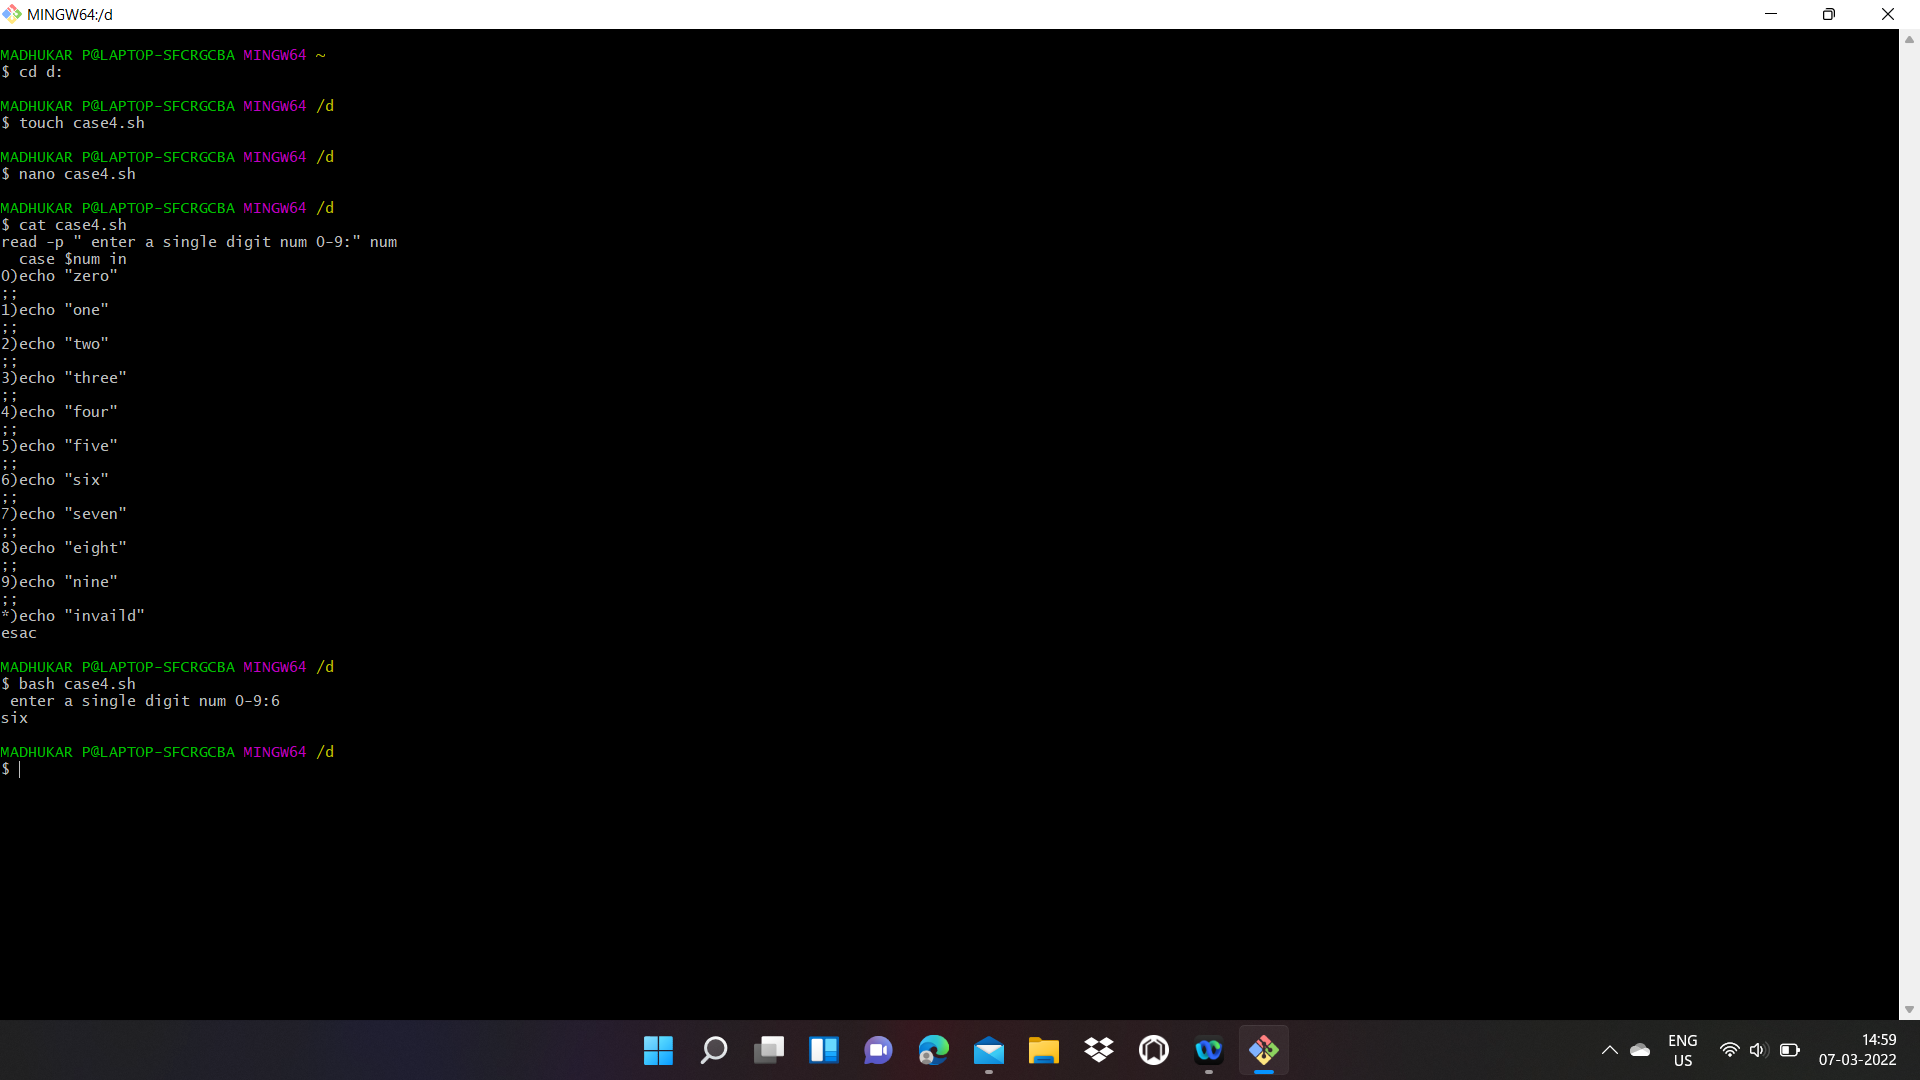 MINGW64:/d
MADHUKAR P@LAPTOP-SFCRGCBA MINGW64 ~
$ cd d:
MADHUKAR P@LAPTOP-SFCRGCBA MINGW64 /d
$ touch case4.sh
MADHUKAR P@LAPTOP-SFCRGCBA MINGW64 /d
$ nano case4.sh
MADHUKAR P@LAPTOP-SFCRGCBA MINGW64 /d
$ cat case4.sh
read -p " enter a single digit num 0-9:" num
  case $num in
0)echo "zero"
;;
1)echo "one"
;;
2)echo "two"
;;
3)echo "three"
;;
4)echo "four"
;;
5)echo "five"
;;
6)echo "six"
;;
7)echo "seven"
;;
8)echo "eight"
;;
9)echo "nine"
;;
*)echo "invaild"
esac
MADHUKAR P@LAPTOP-SFCRGCBA MINGW64 /d
$ bash case4.sh
 enter a single digit num 0-9:6
six
MADHUKAR P@LAPTOP-SFCRGCBA MINGW64 /d
$
ENG
US
14:59
07-03-2022